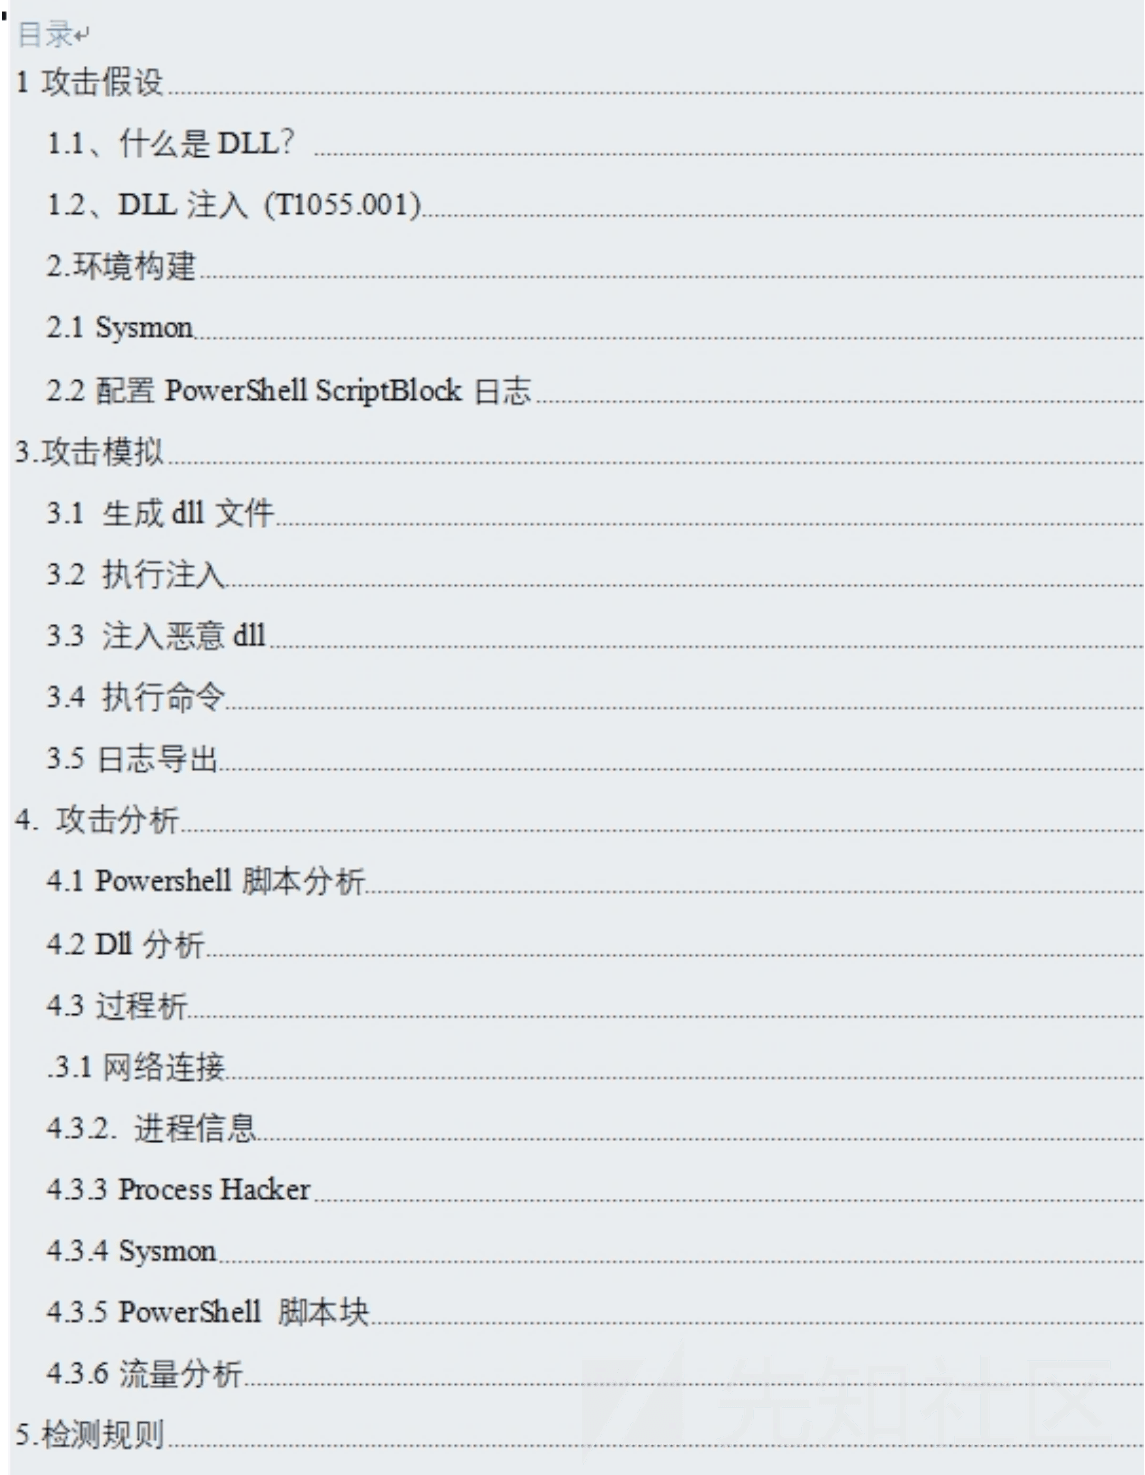 目录
1 攻击假设
1.1、什么是DLL?
1.2、DLL 注入 (T1055.001)
2.环境构建
2.1 Sysmon
2.2 配置 PowerShell ScriptBlock 日志
3.攻击模拟
3.1 生成 dll 文件
3.2 执行注入
3.3 注入恶意 dll
3.4 执行命令
3.5 日志导出
4. 攻击分析
4.1 Powershell 脚本分析
4.2 Dll 分析
4.3 过程析
.3.1 网络连接
4.3.2. 进程信息
4.3.3 Process Hacker
4.3.4 Sysmon
4.3.5 PowerShell 脚本块
4.3.6 流量分析
5.检测规则
先知社区